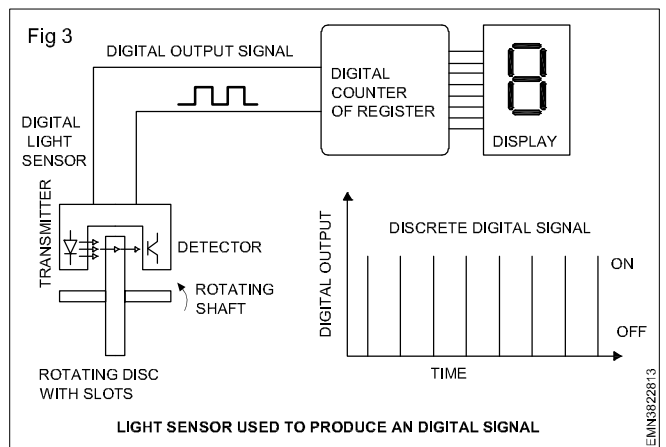 Fig 3
DIGITAL OUTPUT SIGNAL
DIGITAL
COUNTER
OF REGISTER
DISPLAY
DIGITAL
LIGHT
SENSOR
TRANSMITTER
DETECTOR
ROTATING
SHAFT
ROTATING DISC
WITH SLOTS
DISCRETE DIGITAL SIGNAL
DIGITAL OUTPUT
ON
OFF
TIME
LIGHT SENSOR USED TO PRODUCE AN DIGITAL SIGNAL
EMN3822813